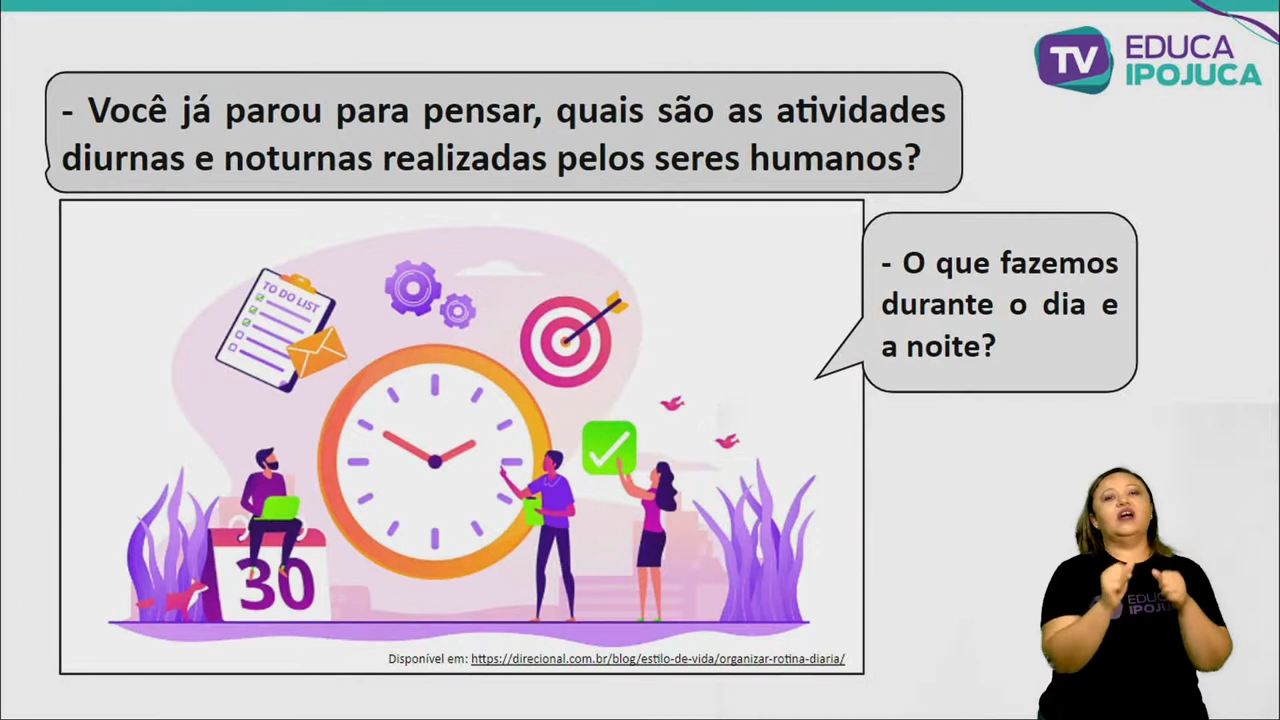 TV EDUCA
IPOJUCA
- Você já parou para pensar, quais são as atividades
diurnas e noturnas realizadas pelos seres humanos?
- O que fazemos
durante o dia e
a noite?
TO DO LIST
30
Disponível em: https://direcional.com.br/blog/estilo-de-vida/organizar-rotina-diaria/
EDUCA
IPOJUCA